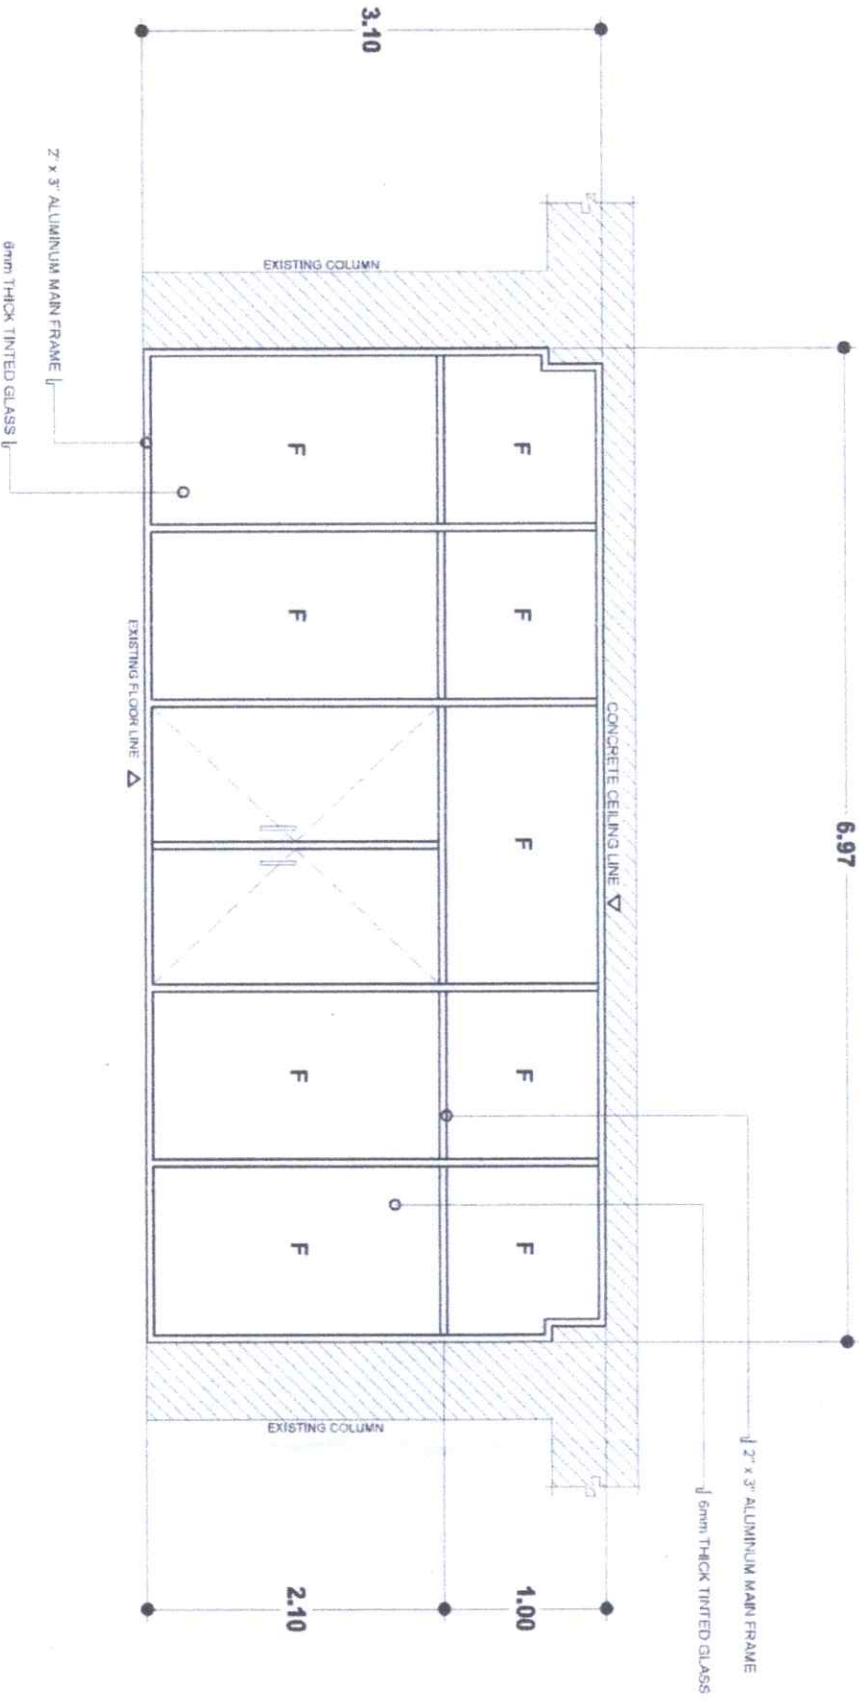 6.97
2" x 3" ALUMINUM MAIN FRAME
6mm THICK TINTED GLASS
CONCRETE CEILING LINE
F F F F F
1.00
3.10
EXISTING COLUMN
EXISTING COLUMN
F F F F
2.10
EXISTING FLOOR LINE
2" x 3" ALUMINUM MAIN FRAME
6mm THICK TINTED GLASS